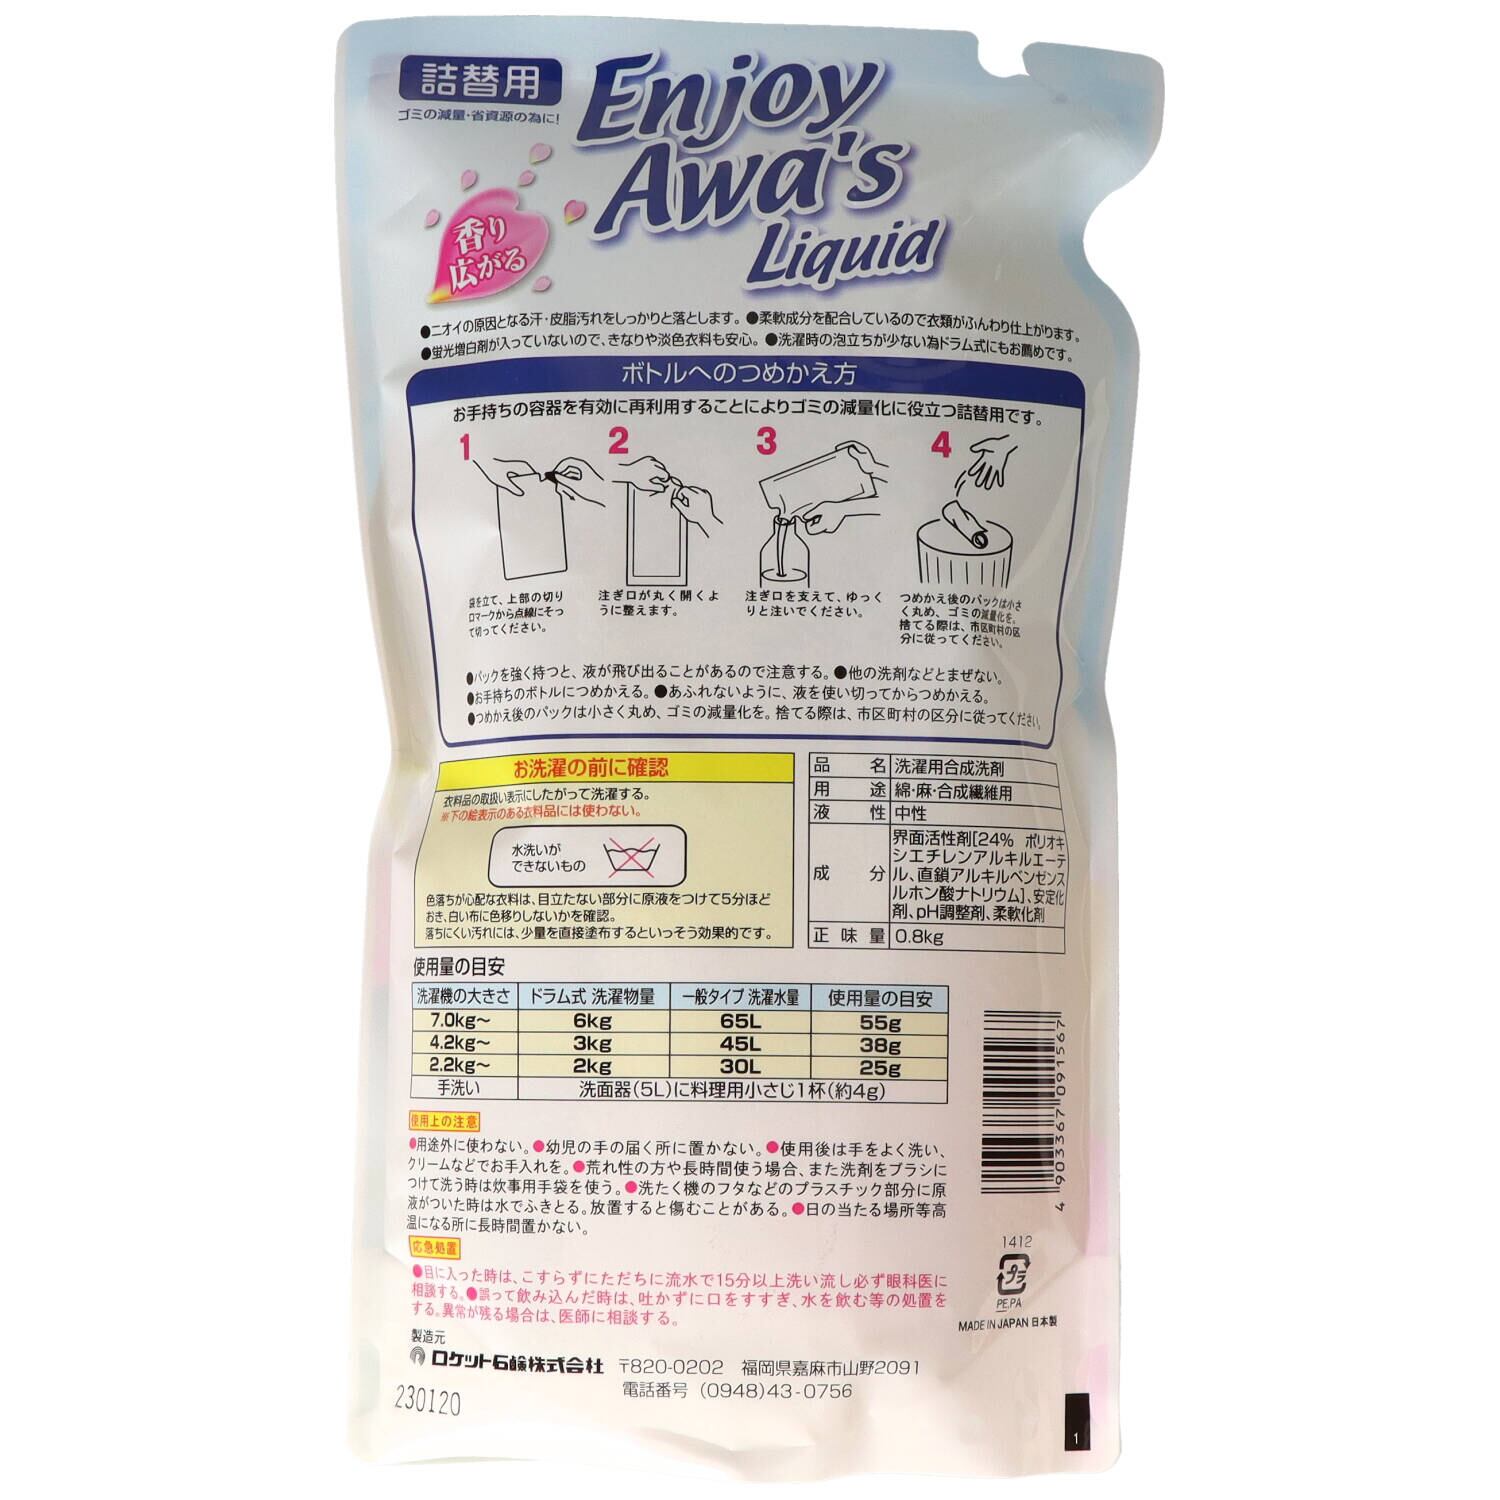 詰替用
ゴミの減量・省資源の為に!
Enjoy
Awa's
Liquid
香り
広がる
●ニオイの原因となる汗・皮脂汚れをしっかりと落とします。●柔軟成分を配合しているので衣類がふんわり仕上がります。
●蛍光増白剤が入っていないので、きなりや淡色衣料も安心。●洗濯時の泡立ちが少ない為ドラム式にもお薦めです。
ボトルへのつめかえ方
お手持ちの容器を有効に再利用することによりゴミの減量化に役立つ詰替用です。
1
袋を立て、上部の切り
口マークから点線にそっ
て切ってください。
2
注ぎ口が丸く開くよ
うに整えます。
3
注ぎ口を支えて、ゆっく
りと注いでください。
4
つめかえ後のパックは小さ
く丸め、ゴミの減量化を。
捨てる際は、市区町村の区
分に従ってください。
●パックを強く持つと、液が飛び出ることがあるので注意する。●他の洗剤などとまぜない。
●お手持ちのボトルにつめかえる。●あふれないように、液を使い切ってからつめかえる。
●つめかえ後のパックは小さく丸め、ゴミの減量化を。捨てる際は、市区町村の区分に従ってください。
お洗濯の前に確認
衣料品の取扱い表示にしたがって洗濯する。
※下の絵表示のある衣料品には使わない。
水洗いが
できないもの
色落ちが心配な衣料は、目立たない部分に原液をつけて5分ほど
おき、白い布に色移りしないかを確認。
落ちにくい汚れには、少量を直接塗布するといっそう効果的です。
品 名 洗濯用合成洗剤
用 途 綿・麻・合成繊維用
液 性 中性
成 分 界面活性剤[24% ポリオキ
シエチレンアルキルエーテ
ル、直鎖アルキルベンゼンス
ルホン酸ナトリウム]、安定化
剤、pH調整剤、柔軟化剤
正味量 0.8kg
使用量の目安
洗濯機の大きさ ドラム式 洗濯物量 一般タイプ 洗濯水量 使用量の目安
7.0kg〜 6kg 65L 55g
4.2kg〜 3kg 45L 38g
2.2kg〜 2kg 30L 25g
手洗い 洗面器(5L)に料理用小さじ1杯(約4g)
使用上の注意
●用途外に使わない。●幼児の手の届く所に置かない。●使用後は手をよく洗い、
クリームなどでお手入れを。●荒れ性の方や長時間使う場合、また洗剤をブラシに
つけて洗う時は炊事用手袋を使う。●洗たく機のフタなどのプラスチック部分に原
液がついた時は水でふきとる。放置すると傷むことがある。●日の当たる場所等高
温になる所に長時間置かない。
応急処置
●目に入った時は、こすらずにただちに流水で15分以上洗い流し必ず眼科医に
相談する。●誤って飲み込んだ時は、吐かずに口をすすぎ、水を飲む等の処置を
する。異常が残る場合は、医師に相談する。
製造元
ロケット石鹸株式会社 〒820-0202 福岡県嘉麻市山野2091
電話番号 (0948)43-0756
230120
4 903367 091567
1412
プラ
PE,PA
MADE IN JAPAN 日本製
1